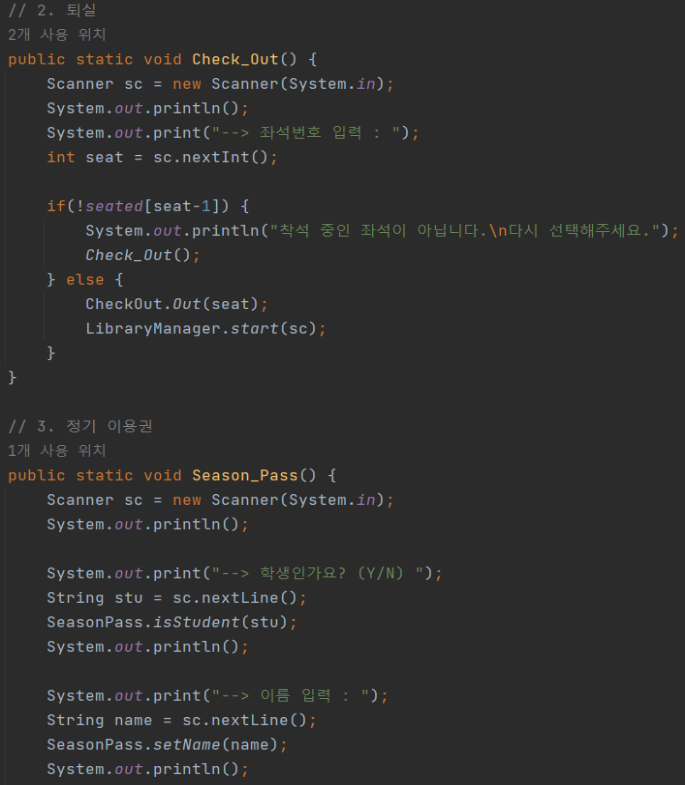 // 2. 퇴실
2개 사용 위치
public static void Check_Out() {
    Scanner sc = new Scanner(System.in);
    System.out.println();
    System.out.print("--> 좌석번호 입력 : ");
    int seat = sc.nextInt();

    if(!seated[seat-1]) {
        System.out.println("착석 중인 좌석이 아닙니다.\n다시 선택해주세요.");
        Check_Out();
    } else {
        CheckOut.Out(seat);
        LibraryManager.start(sc);
    }
}

// 3. 정기 이용권
1개 사용 위치
public static void Season_Pass() {
    Scanner sc = new Scanner(System.in);
    System.out.println();

    System.out.print("--> 학생인가요? (Y/N) ");
    String stu = sc.nextLine();
    SeasonPass.isStudent(stu);
    System.out.println();

    System.out.print("--> 이름 입력 : ");
    String name = sc.nextLine();
    SeasonPass.setName(name);
    System.out.println();